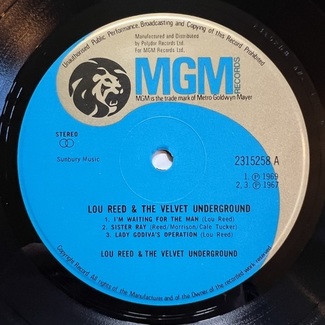 Unauthorised Public Performance, Broadcasting and Copying of this Record Prohibited
Manufactured and Distributed
by Polydor Records Ltd.
For MGM Records Ltd.
MGM
RECORDS
MGM is the trade mark of Metro Goldwyn Mayer
STEREO
Sunbury Music
2315258 A
1. ℗ 1969
2, 3 ℗ 1967
LOU REED & THE VELVET UNDERGROUND
1. I'M WAITING FOR THE MAN (Lou Reed)
2. SISTER RAY (Reed/Morrison/Cale Tucker)
3. LADY GODIVA'S OPERATION (Lou Reed)
LOU REED & THE VELVET UNDERGROUND
Copyright Record. All rights of the Manufactures and of the Owner of the recorded work reserved